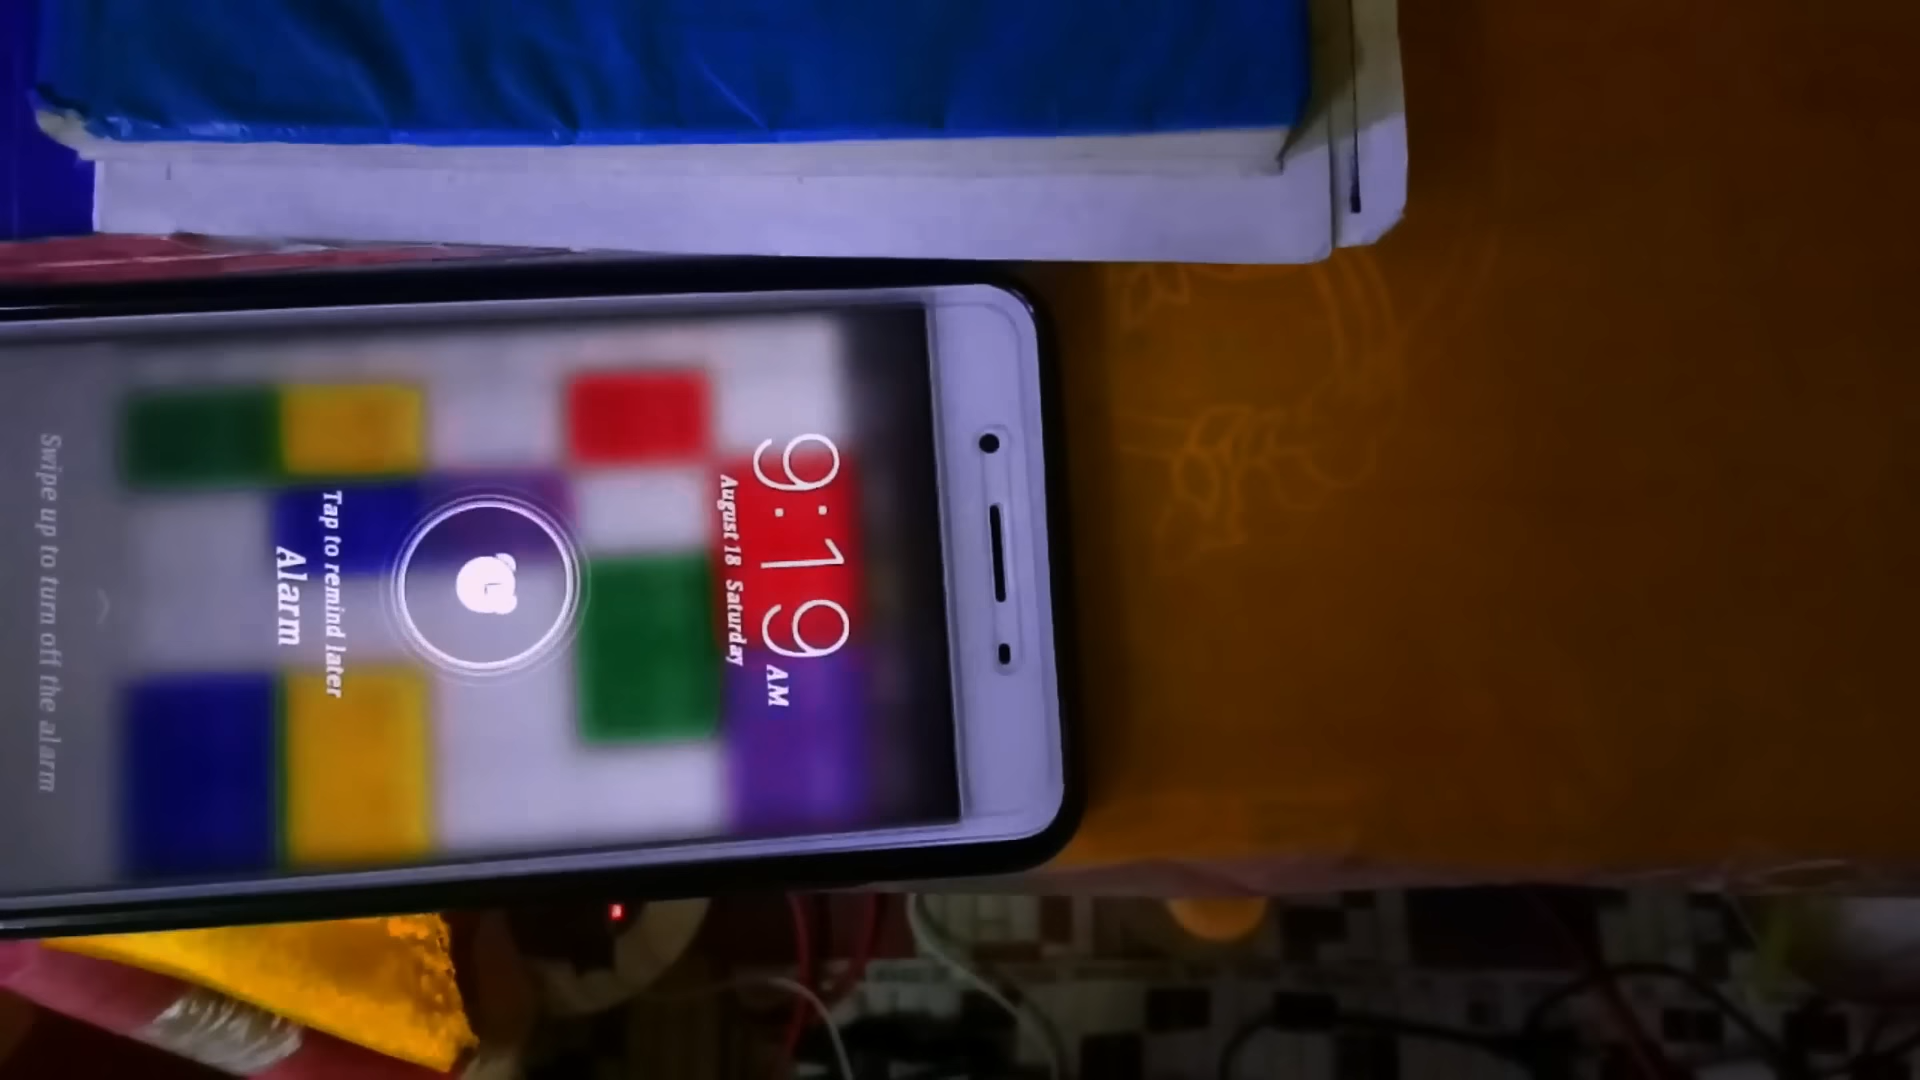 9:19 AM
August 18 Saturday
Tap to remind later
Alarm
Swipe up to turn off the alarm